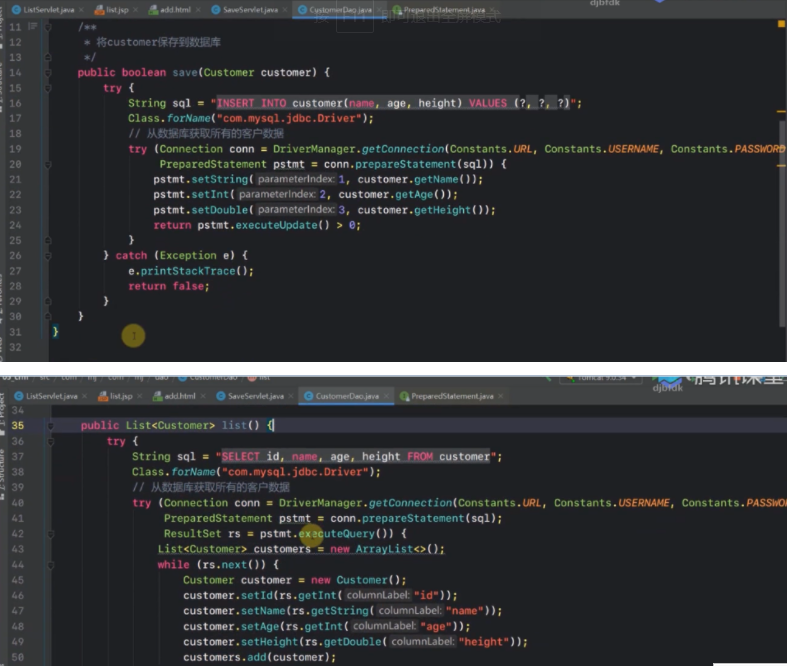 ListServlet.java list.jsp add.html SaveServlet.java CustomerDao.java PreparedStatement.java
即可退出全屏模式
djbfdk
11 /**
12 * 将customer保存到数据库
13 */
14 public boolean save(Customer customer) {
15 try {
16 String sql = "INSERT INTO customer(name, age, height) VALUES (?, ?, ?)";
17 Class.forName("com.mysql.jdbc.Driver");
18 // 从数据库获取所有的客户数据
19 try (Connection conn = DriverManager.getConnection(Constants.URL, Constants.USERNAME, Constants.PASSWORD
20 PreparedStatement pstmt = conn.prepareStatement(sql)) {
21 pstmt.setString( parameterIndex: 1, customer.getName());
22 pstmt.setInt( parameterIndex: 2, customer.getAge());
23 pstmt.setDouble( parameterIndex: 3, customer.getHeight());
24 return pstmt.executeUpdate() > 0;
25 }
26 } catch (Exception e) {
27 e.printStackTrace();
28 return false;
29 }
30 }
31 }
32
腾讯课堂
djbfdk
ListServlet.java list.jsp add.html SaveServlet.java CustomerDao.java PreparedStatement.java
34
35 public List<Customer> list() {
36 try {
37 String sql = "SELECT id, name, age, height FROM customer";
38 Class.forName("com.mysql.jdbc.Driver");
39 // 从数据库获取所有的客户数据
40 try (Connection conn = DriverManager.getConnection(Constants.URL, Constants.USERNAME, Constants.PASSWO
41 PreparedStatement pstmt = conn.prepareStatement(sql);
42 ResultSet rs = pstmt.executeQuery()) {
43 List<Customer> customers = new ArrayList<>();
44 while (rs.next()) {
45 Customer customer = new Customer();
46 customer.setId(rs.getInt( columnLabel: "id"));
47 customer.setName(rs.getString( columnLabel: "name"));
48 customer.setAge(rs.getInt( columnLabel: "age"));
49 customer.setHeight(rs.getDouble( columnLabel: "height"));
50 customers.add(customer);